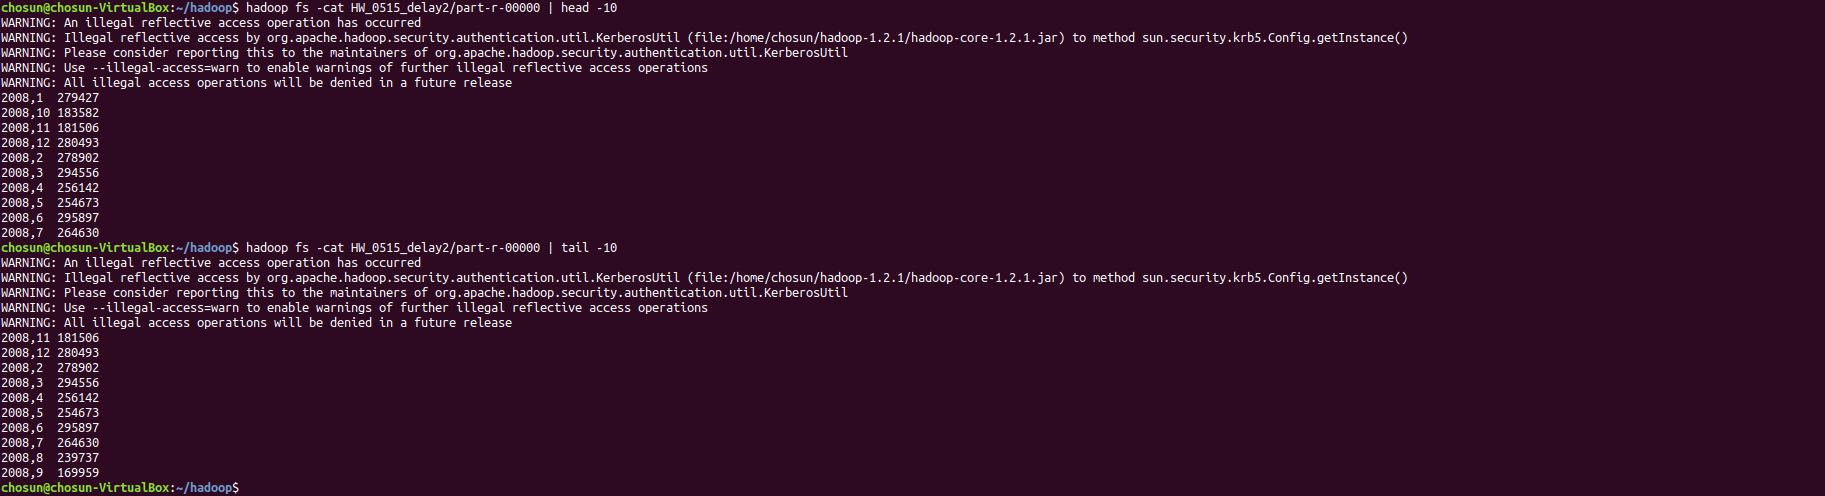 chosun@chosun-VirtualBox:~/hadoop$ hadoop fs -cat HW_0515_delay2/part-r-00000 | head -10
WARNING: An illegal reflective access operation has occurred
WARNING: Illegal reflective access by org.apache.hadoop.security.authentication.util.KerberosUtil (file:/home/chosun/hadoop-1.2.1/hadoop-core-1.2.1.jar) to method sun.security.krb5.Config.getInstance()
WARNING: Please consider reporting this to the maintainers of org.apache.hadoop.security.authentication.util.KerberosUtil
WARNING: Use --illegal-access=warn to enable warnings of further illegal reflective access operations
WARNING: All illegal access operations will be denied in a future release
2008,1  279427
2008,10 183582
2008,11 181506
2008,12 280493
2008,2  278902
2008,3  294556
2008,4  256142
2008,5  254673
2008,6  295897
2008,7  264630
chosun@chosun-VirtualBox:~/hadoop$ hadoop fs -cat HW_0515_delay2/part-r-00000 | tail -10
WARNING: An illegal reflective access operation has occurred
WARNING: Illegal reflective access by org.apache.hadoop.security.authentication.util.KerberosUtil (file:/home/chosun/hadoop-1.2.1/hadoop-core-1.2.1.jar) to method sun.security.krb5.Config.getInstance()
WARNING: Please consider reporting this to the maintainers of org.apache.hadoop.security.authentication.util.KerberosUtil
WARNING: Use --illegal-access=warn to enable warnings of further illegal reflective access operations
WARNING: All illegal access operations will be denied in a future release
2008,11 181506
2008,12 280493
2008,2  278902
2008,3  294556
2008,4  256142
2008,5  254673
2008,6  295897
2008,7  264630
2008,8  239737
2008,9  169959
chosun@chosun-VirtualBox:~/hadoop$